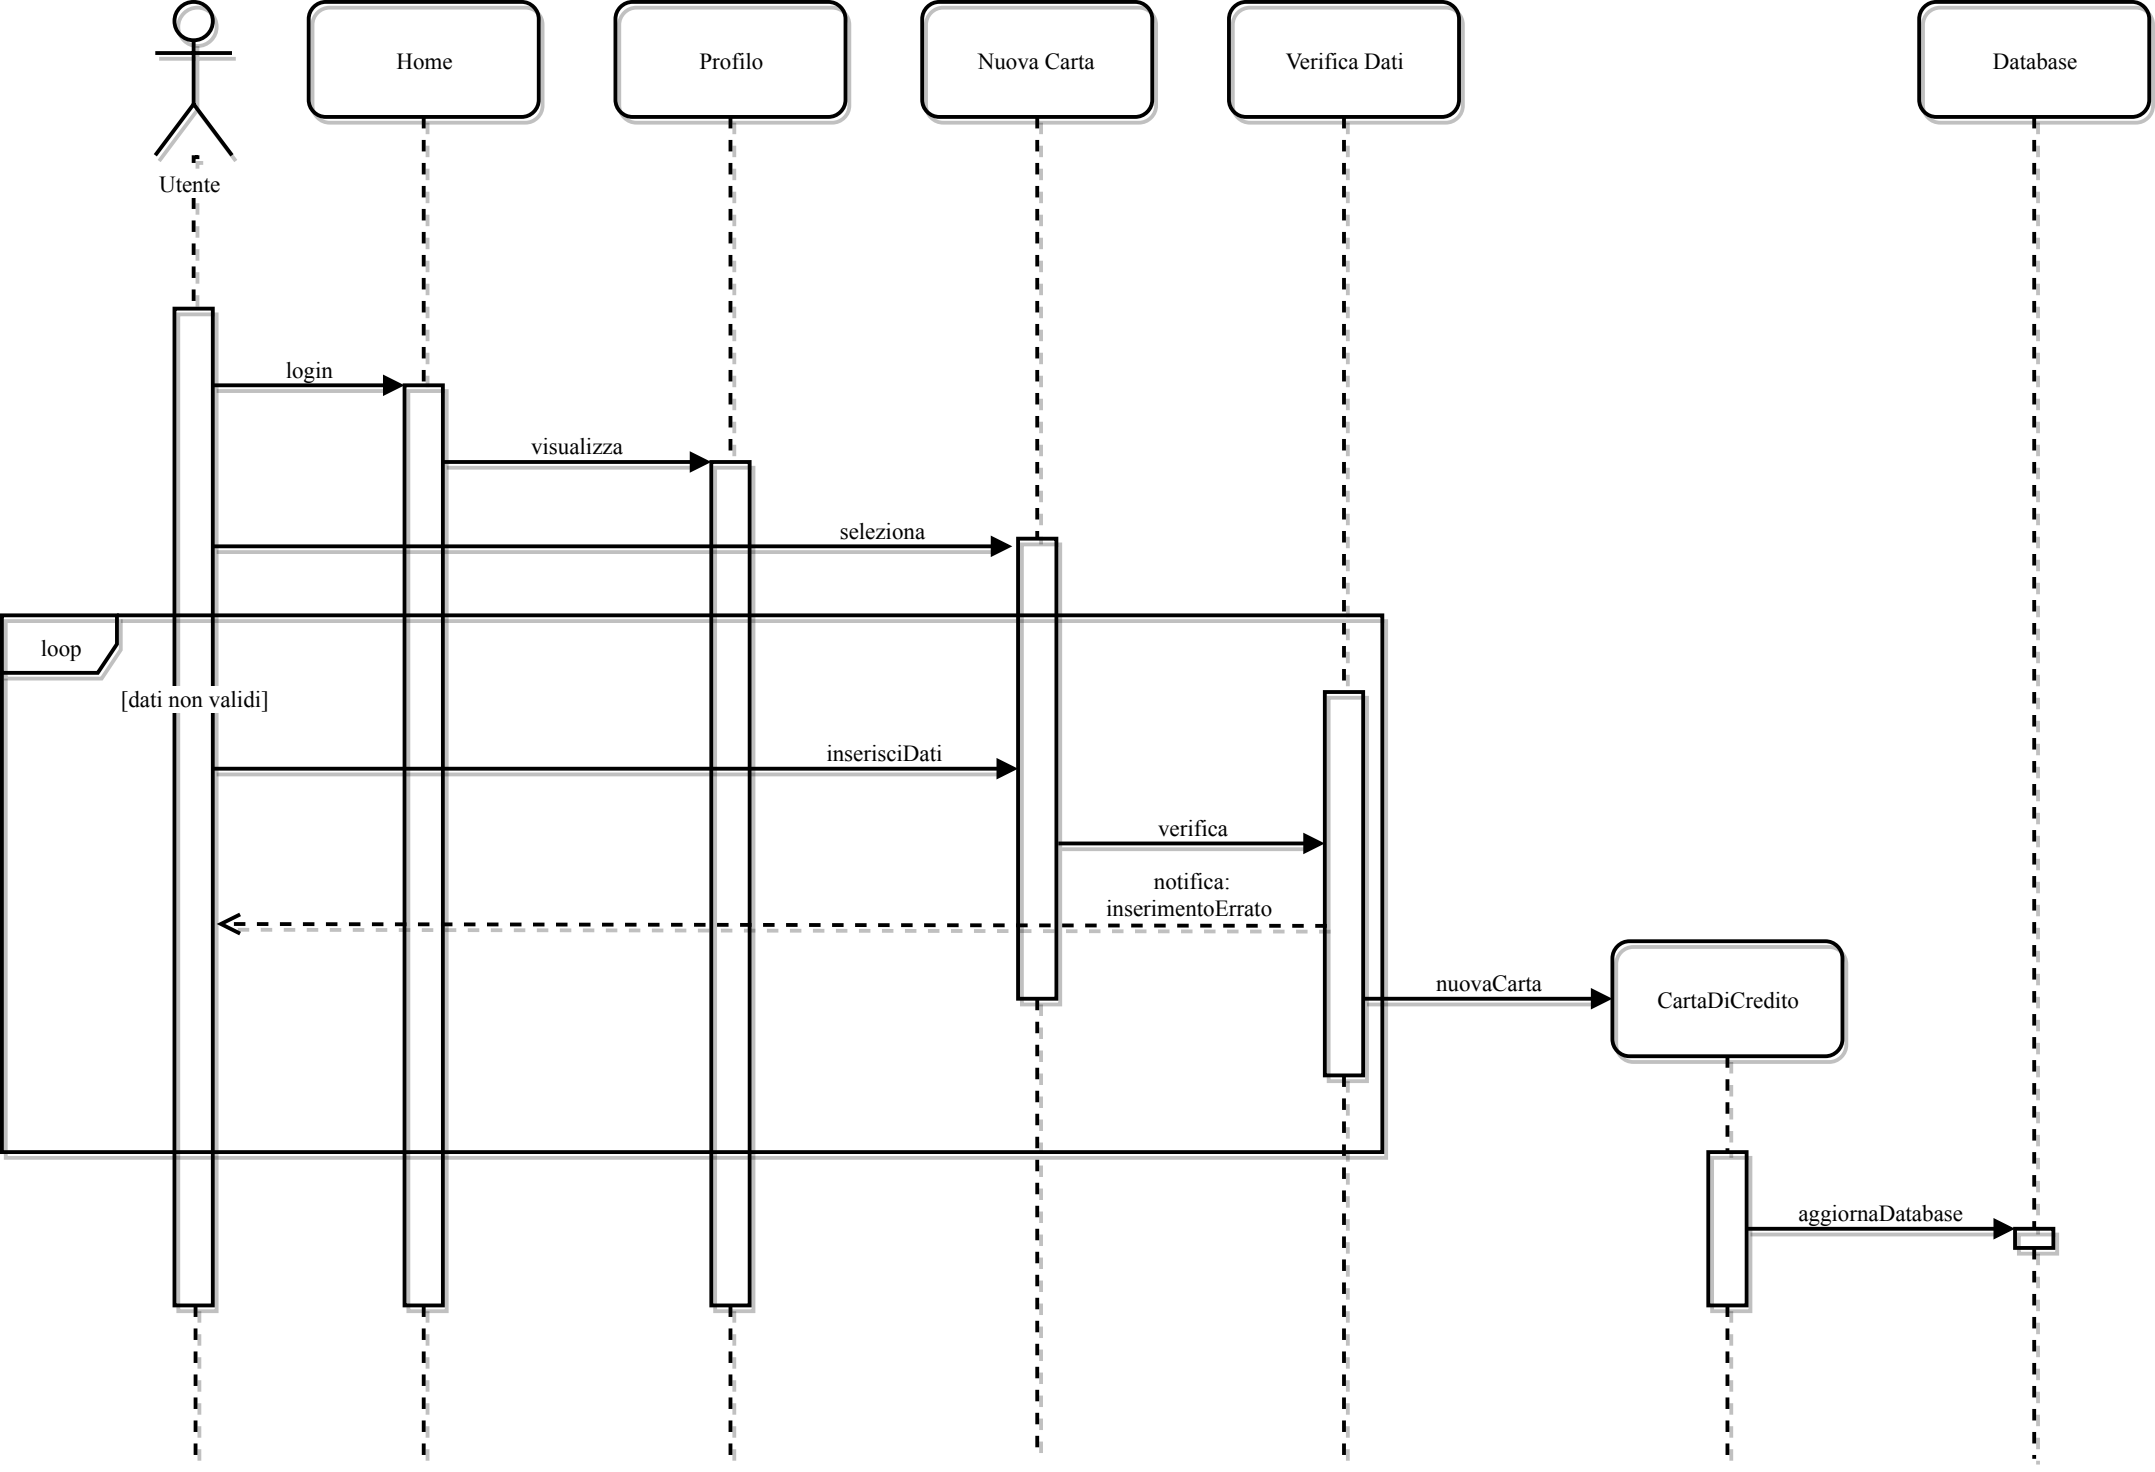 Home
Profilo
Nuova Carta
Verifica Dati
Database
Utente
login
visualizza
seleziona
loop
[dati non validi]
inserisciDati
verifica
notifica:
inserimentoErrato
nuovaCarta
CartaDiCredito
aggiornaDatabase